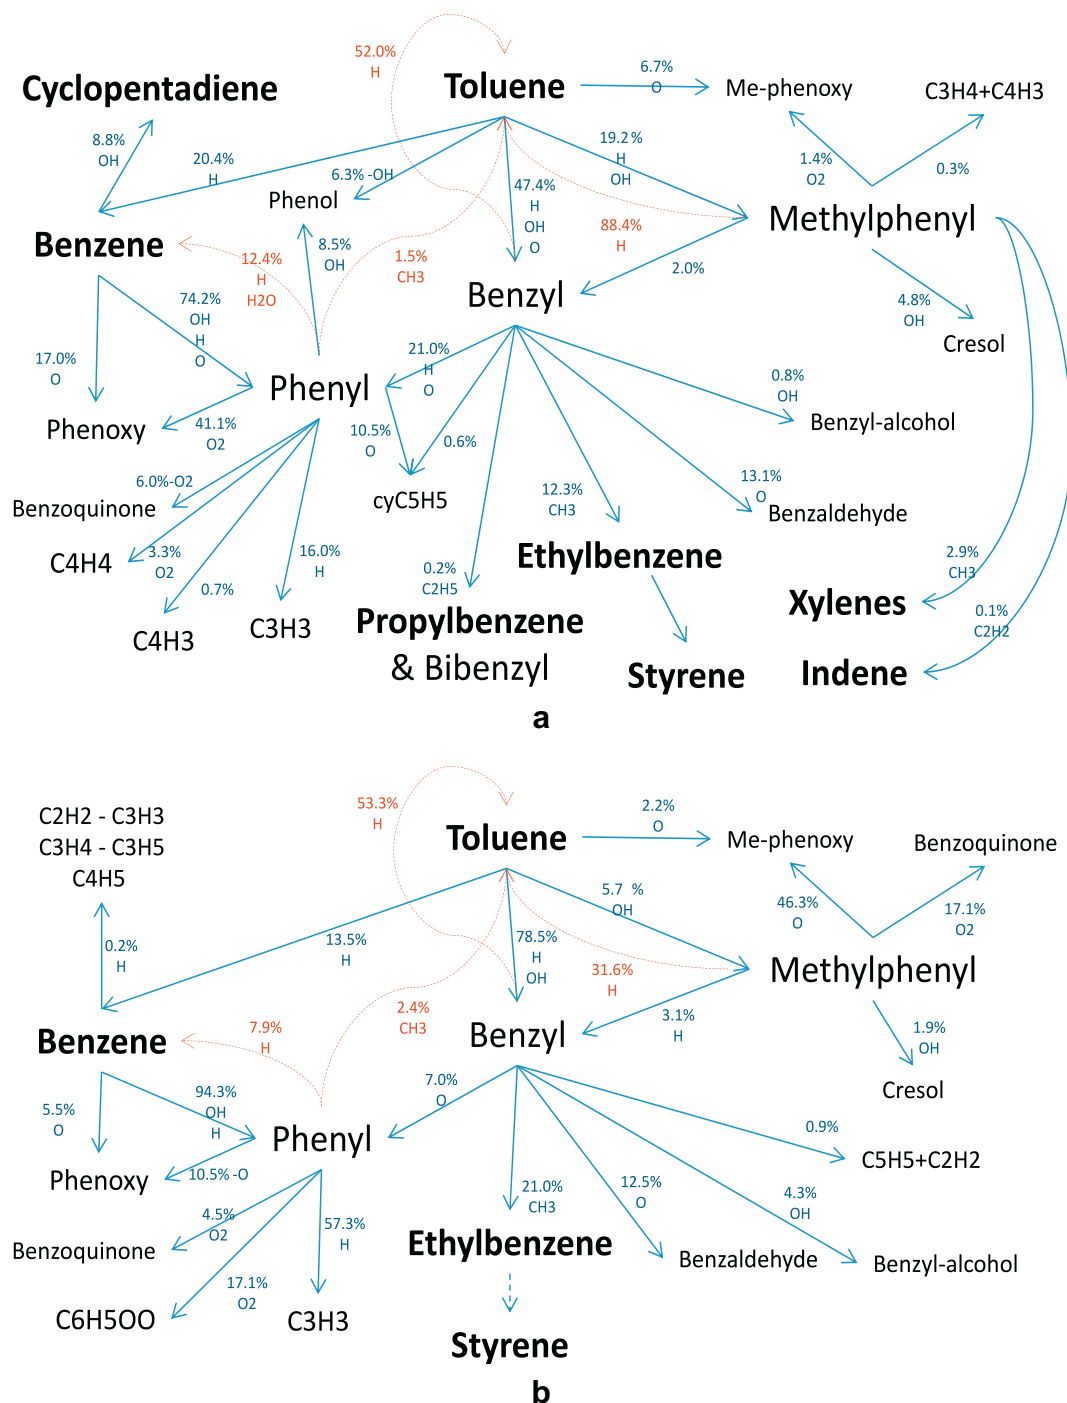 52.0%
H
Toluene
6.7%
O
Me-phenoxy
C3H4+C4H3
Cyclopentadiene
8.8%
OH
20.4%
H
6.3% -OH
Phenol
19.2%
H
OH
1.4%
O2
0.3%
47.4%
H
OH
O
Methylphenyl
88.4%
H
Benzene
12.4%
H
H2O
8.5%
OH
1.5%
CH3
2.0%
Benzyl
74.2%
OH
H
O
4.8%
OH
Cresol
17.0%
O
Phenyl
21.0%
H
O
0.8%
OH
Benzyl-alcohol
Phenoxy
41.1%
O2
10.5%
O
0.6%
6.0%-O2
Benzoquinone
cyC5H5
12.3%
CH3
13.1%
O
Benzaldehyde
C4H4
3.3%
O2
16.0%
H
0.7%
0.2%
C2H5
Ethylbenzene
2.9%
CH3
Xylenes
0.1%
C2H2
C4H3
C3H3
Propylbenzene
& Bibenzyl
Styrene
Indene
a
C2H2 - C3H3
C3H4 - C3H5
C4H5
53.3%
H
Toluene
2.2%
O
Me-phenoxy
Benzoquinone
0.2%
H
13.5%
H
78.5%
H
OH
5.7 %
OH
46.3%
O
17.1%
O2
31.6%
H
Methylphenyl
Benzene
7.9%
H
2.4%
CH3
Benzyl
3.1%
H
1.9%
OH
Cresol
5.5%
O
94.3%
OH
H
7.0%
O
Phenyl
0.9%
C5H5+C2H2
Phenoxy
10.5% -O
4.5%
O2
Benzoquinone
57.3%
H
21.0%
CH3
12.5%
O
4.3%
OH
Ethylbenzene
Benzaldehyde
Benzyl-alcohol
17.1%
O2
C6H5OO
C3H3
Styrene
b